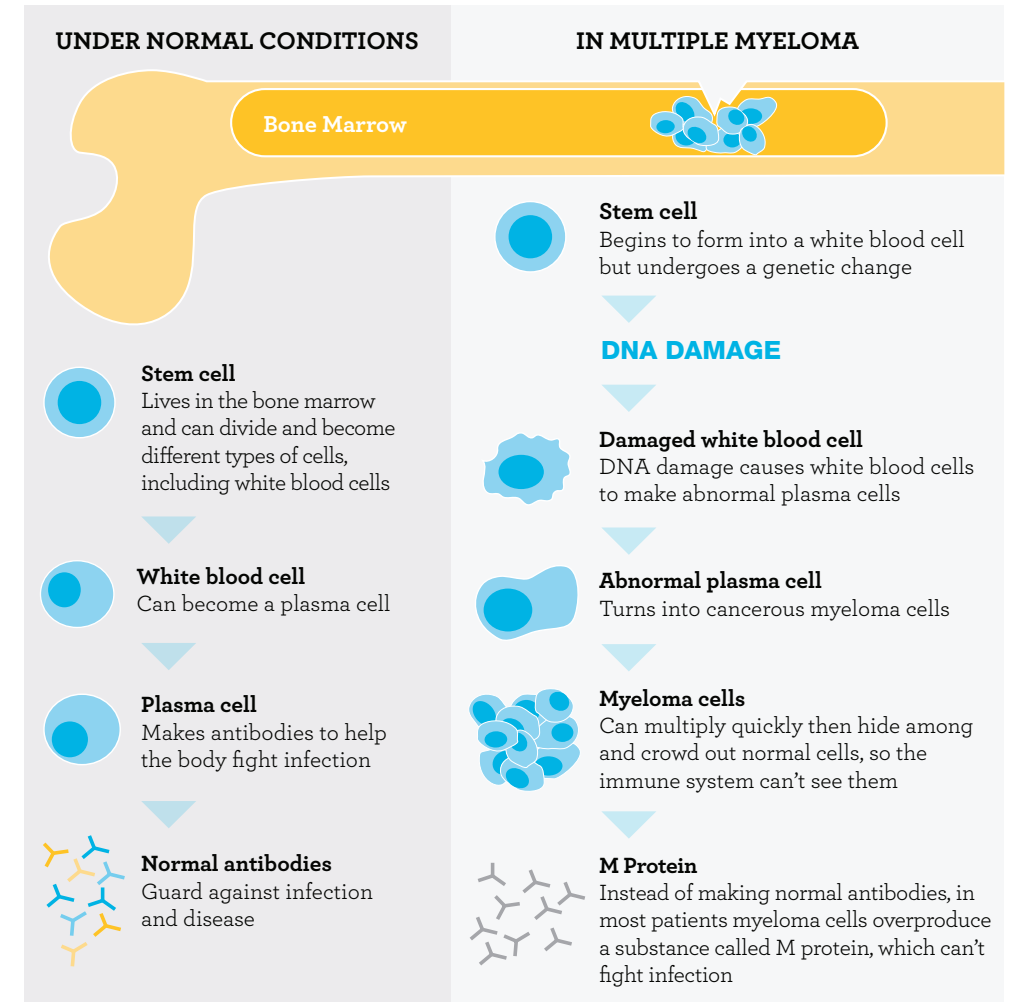 UNDER NORMAL CONDITIONS
IN MULTIPLE MYELOMA
Bone Marrow
Stem cell
Lives in the bone marrow
and can divide and become
different types of cells,
including white blood cells
White blood cell
Can become a plasma cell
Plasma cell
Makes antibodies to help
the body fight infection
Normal antibodies
Guard against infection
and disease
Stem cell
Begins to form into a white blood cell
but undergoes a genetic change
DNA DAMAGE
Damaged white blood cell
DNA damage causes white blood cells
to make abnormal plasma cells
Abnormal plasma cell
Turns into cancerous myeloma cells
Myeloma cells
Can multiply quickly then hide among
and crowd out normal cells, so the
immune system can’t see them
M Protein
Instead of making normal antibodies, in
most patients myeloma cells overproduce
a substance called M protein, which can’t
fight infection